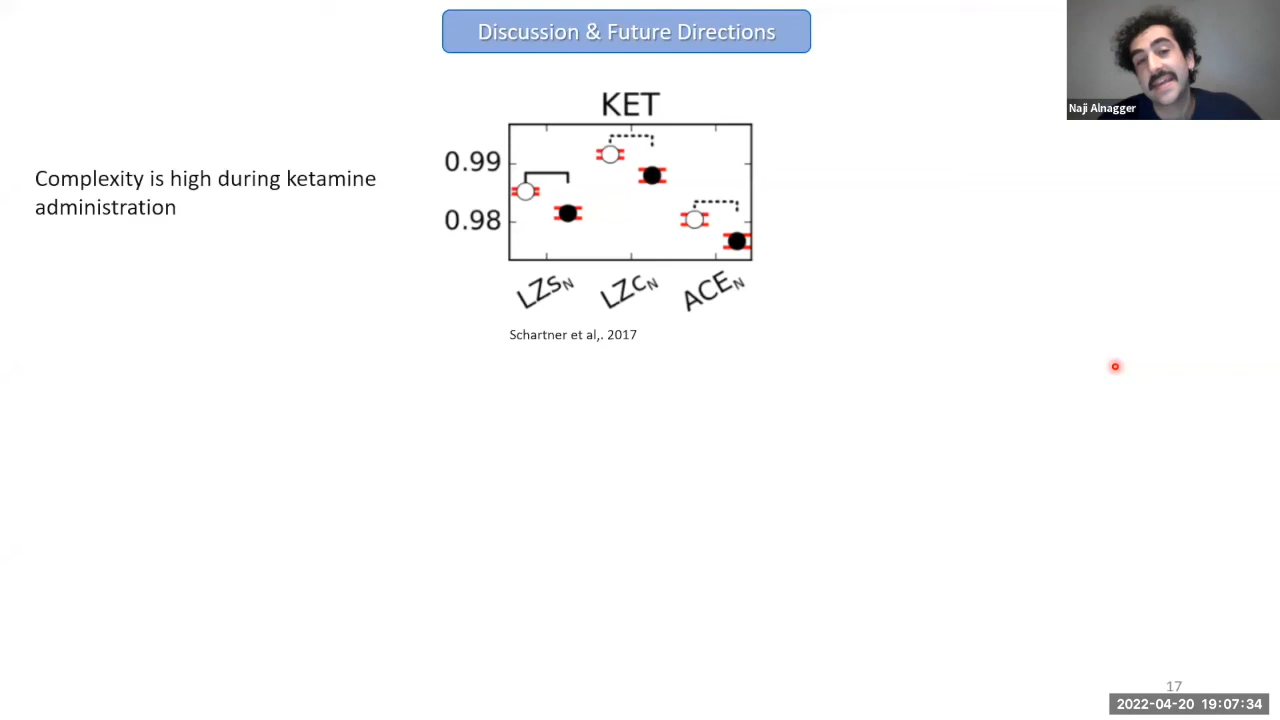 Discussion & Future Directions
Naji Alnagger
Complexity is high during ketamine
administration
KET
0.99
0.98
LZsN
LZcN
ACEN
Schartner et al,. 2017
17
2022-04-20 19:07:34